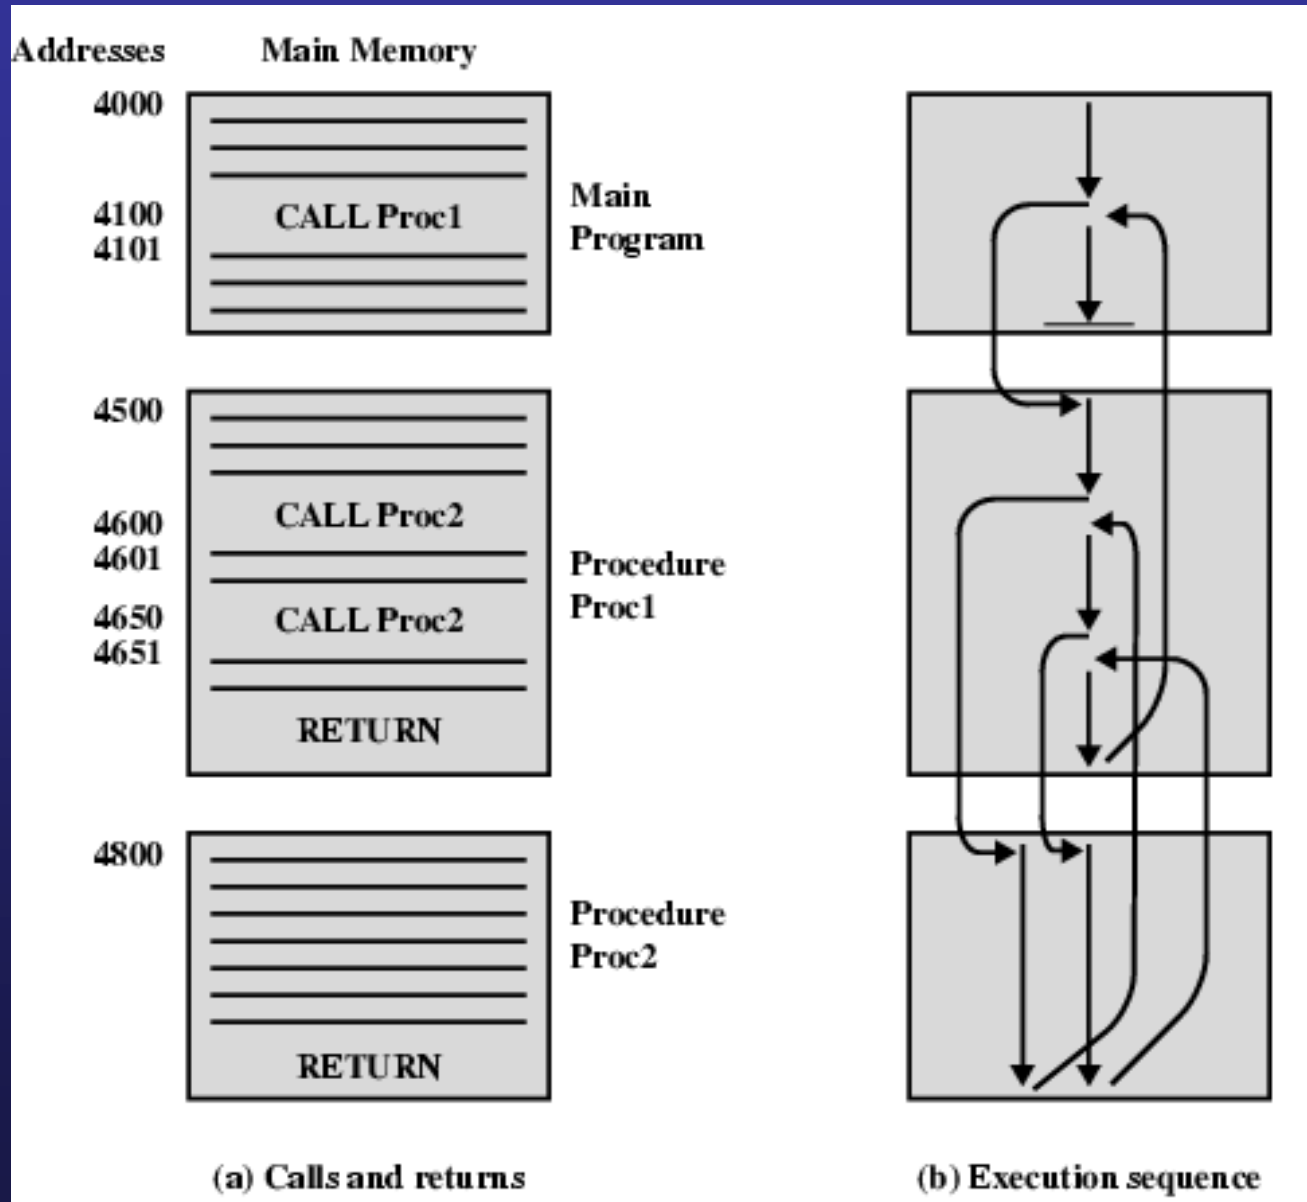 Addresses Main Memory
4000
4100 CALL Proc1
4101
Main
Program
4500
CALL Proc2
4600
4601
4650 CALL Proc2
4651
RETURN
Procedure
Proc1
4800
RETURN
Procedure
Proc2
(a) Calls and returns
(b) Execution sequence